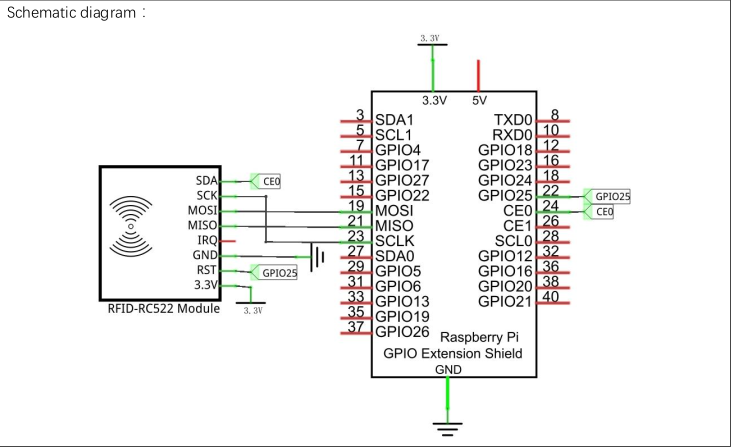 Schematic diagram：
3.3V
3.3V 5V
3 SDA1 TXD0 8
5 SCL1 RXD0 10
7 GPIO4 GPIO18 12
11 GPIO17 GPIO23 16
13 GPIO27 GPIO24 18
15 GPIO22 GPIO25 22 GPIO25
19 MOSI CE0 24 CE0
21 MISO CE1 26
23 SCLK SCL0 28
27 SDA0 GPIO12 32
29 GPIO5 GPIO16 36
31 GPIO6 GPIO20 38
33 GPIO13 GPIO21 40
35 GPIO19
37 GPIO26
Raspberry Pi
GPIO Extension Shield
GND
SDA CE0
SCK
MOSI
MISO
IRQ
GND
RST GPIO25
3.3V
3.3V
RFID-RC522 Module